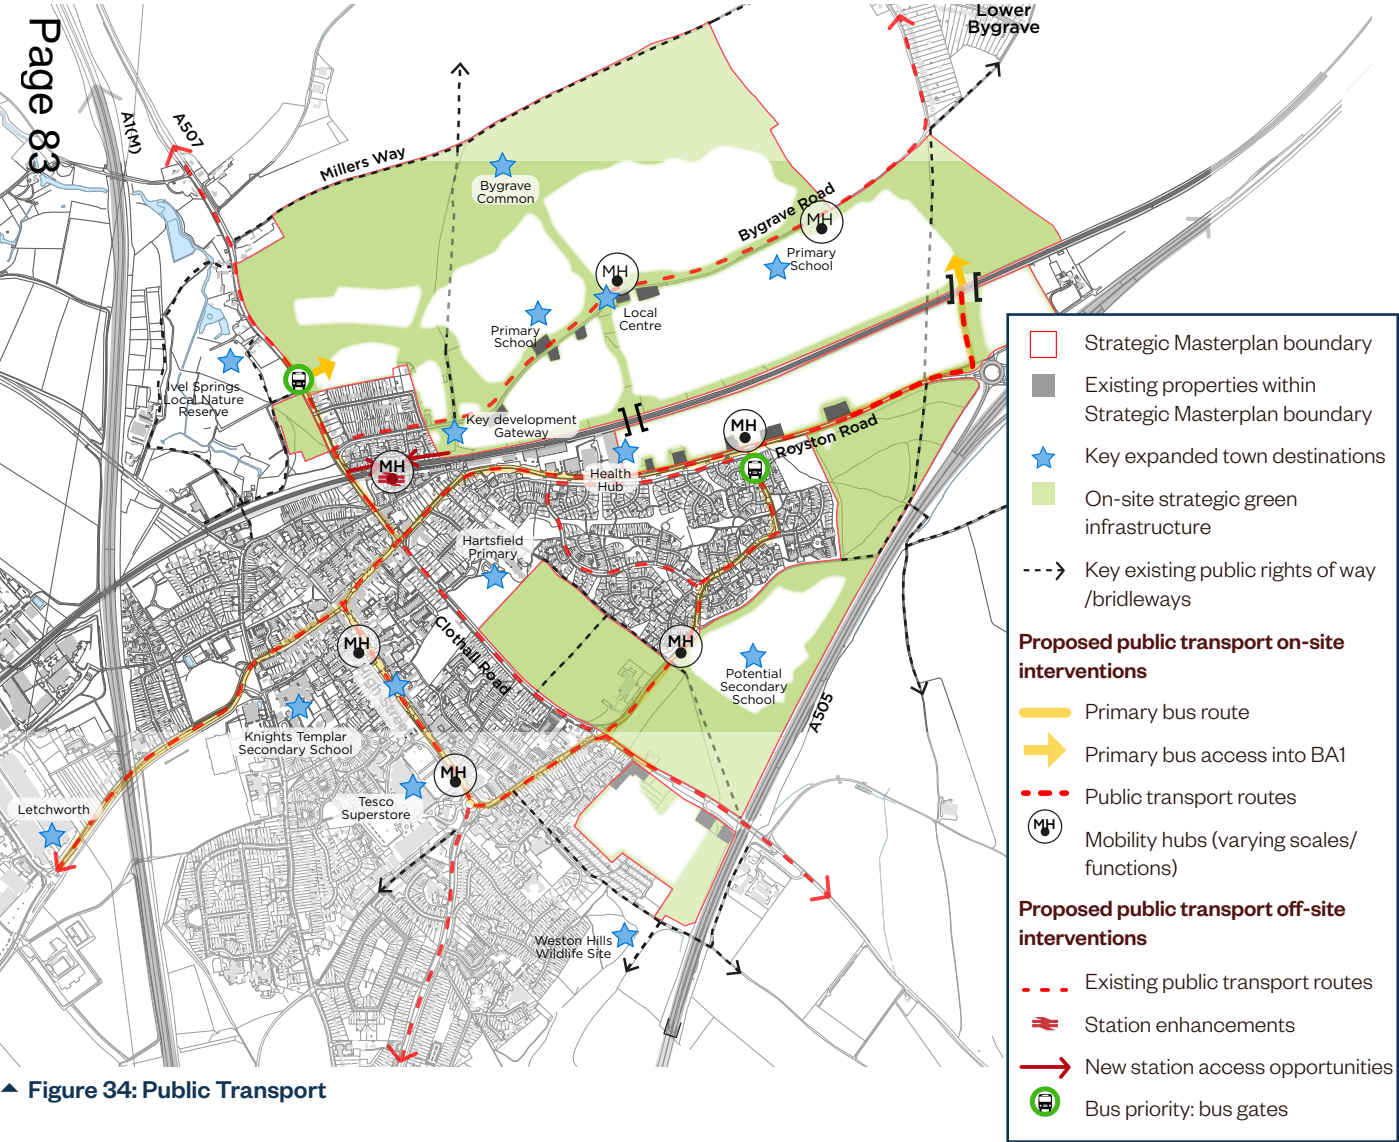 Page 83
Lower
Bygrave
A1(M)
A507
Millers Way
Bygrave
Common
Bygrave Road
MH
Primary
School
MH
Local
Centre
Primary
School
Ivel Springs
Local Nature
Reserve
Key development
Gateway
MH
Royston Road
MH
Health
Hub
Hartsfield
Primary
Clothall Road
MH
MH
High Street
Potential
Secondary
School
A505
Knights Templar
Secondary School
MH
Tesco
Superstore
Letchworth
Weston Hills
Wildlife Site
Strategic Masterplan boundary
Existing properties within
Strategic Masterplan boundary
Key expanded town destinations
On-site strategic green
infrastructure
Key existing public rights of way
/bridleways
Proposed public transport on-site
interventions
Primary bus route
Primary bus access into BA1
Public transport routes
MH
Mobility hubs (varying scales/
functions)
Proposed public transport off-site
interventions
Existing public transport routes
Station enhancements
New station access opportunities
Bus priority: bus gates
Figure 34: Public Transport